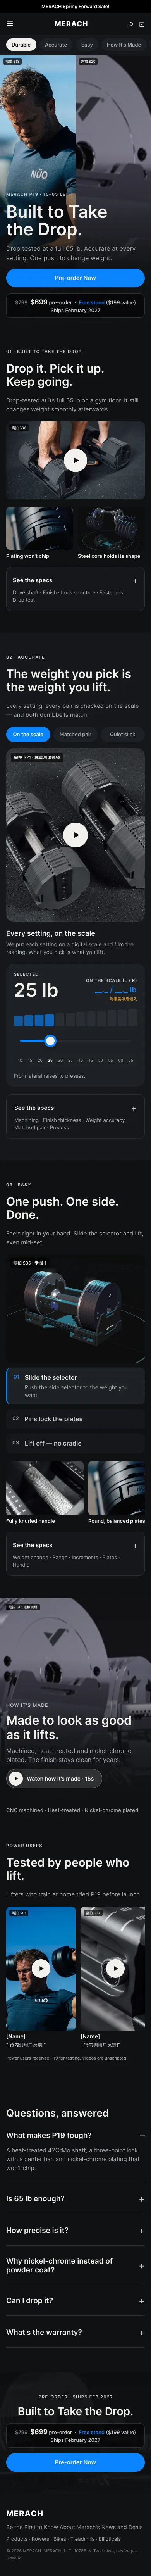 MERACH Spring Forward Sale!
MERACH
Durable
Accurate
Easy
How It's Made
MERACH P19 · 10–65 LB
Built to Take
the Drop.
Drop tested at a full 65 lb. Accurate at every
setting. One push to change weight.
Pre-order Now
$799 $699 pre-order · Free stand ($199 value)
Ships February 2027
01 · BUILT TO TAKE THE DROP
Drop it. Pick it up.
Keep going.
Drop-tested at its full 65 lb on a gym floor. It still
changes weight smoothly afterwards.
Plating won't chip
Steel core holds its shape
See the specs
+
Drive shaft · Finish · Lock structure · Fasteners ·
Drop test
02 · ACCURATE
The weight you pick is
the weight you lift.
Every setting, every pair is checked on the scale
— and both dumbbells match.
On the scale
Matched pair
Quiet click
Every setting, on the scale
We put each setting on a digital scale and film the
reading. What you pick is what you lift.
SELECTED
25 lb
ON THE SCALE (L / R)
From lateral raises to presses.
See the specs
+
Machining · Finish thickness · Weight accuracy ·
Matched pair · Process
03 · EASY
One push. One side.
Done.
Feels right in your hand. Slide the selector and lift,
even mid-set.
01 Slide the selector
Push the side selector to the weight you
want.
02 Pins lock the plates
03 Lift off — no cradle
Fully knurled handle
Round, balanced plates
See the specs
+
Weight change · Range · Increments · Plates ·
Handle
HOW IT'S MADE
Made to look as good
as it lifts.
Machined, heat-treated and nickel-chrome
plated. The finish stays clean for years.
Watch how it's made · 15s
CNC machined · Heat-treated · Nickel-chrome plated
POWER USERS
Tested by people who
lift.
Lifters who train at home tried P19 before launch.
[Name]
[Name]
Power users received P19 for testing. Videos are unscripted.
Questions, answered
What makes P19 tough?
A heat-treated 42CrMo shaft, a three-point lock
with a center bar, and nickel-chrome plating that
won't chip.
Is 65 lb enough?
+
How precise is it?
+
Why nickel-chrome instead of
powder coat?
+
Can I drop it?
+
What's the warranty?
+
PRE-ORDER · SHIPS FEB 2027
Built to Take the Drop.
$799 $699 pre-order · Free stand ($199 value)
Ships February 2027
Pre-order Now
MERACH
Be the First to Know About Merach's News and Deals
Products · Rowers · Bikes · Treadmills · Ellipticals